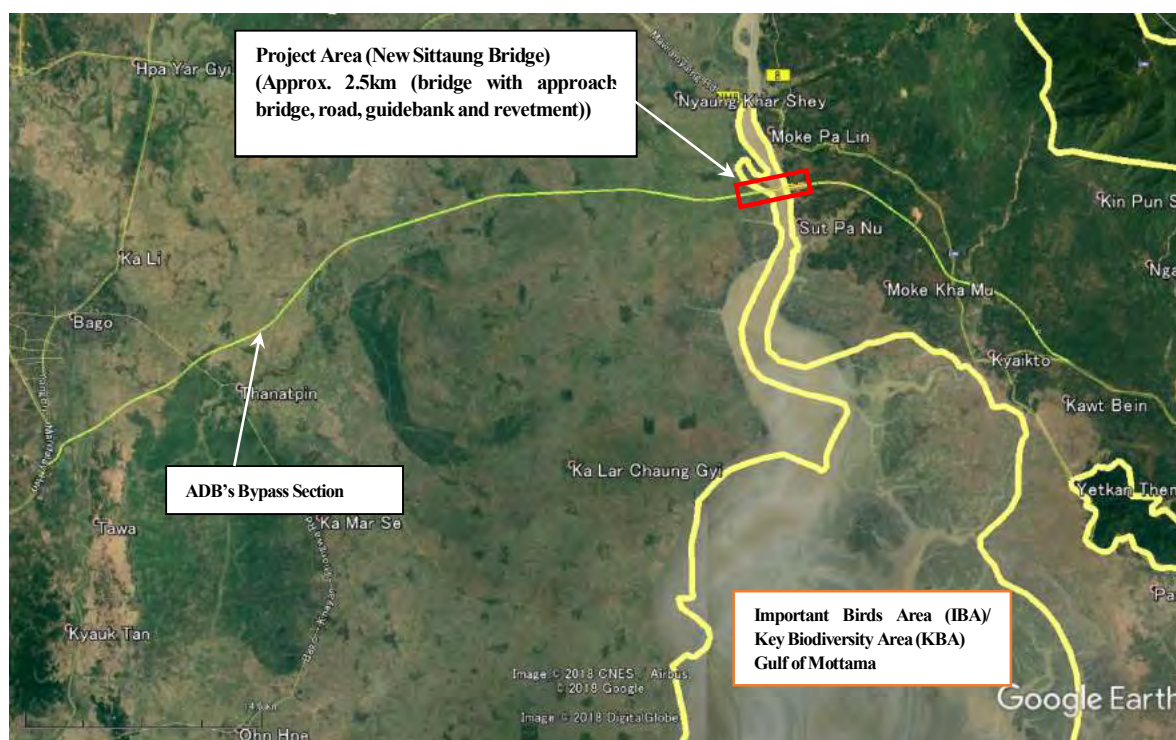 Project Area (New Sittaung Bridge)
(Approx. 2.5km (bridge with approach
bridge, road, guidebank and revetment))
Hpa Yar Gyi
8
Nyaung Khar Shey
Moke Pa Lin
Kin Pun S
Sut Pa Nu
Ka Li
Nga
Moke Kha Mu
Bago
Kyaikto
Thanatpin
Kawt Bein
Ka Lar Chaung Gyi
ADB's Bypass Section
Yetkan Then
Ka Mar Se
Tawa
Pa
Important Birds Area (IBA)/
Key Biodiversity Area (KBA)
Gulf of Mottama
Kyauk Tan
Image © 2018 CNES / Airbus
© 2018 Google
Image © 2018 DigitalGlobe
Google Earth
Ohn Hne